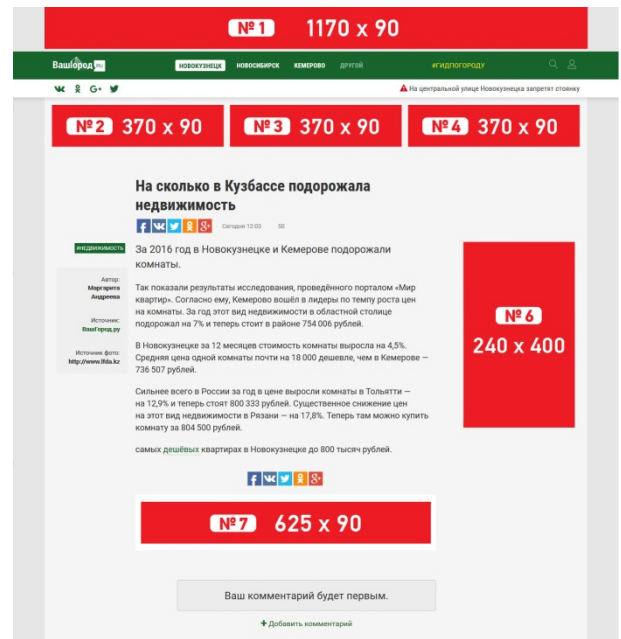 № 1 1170 x 90
ВашГород.RU НОВОКУЗНЕЦК НОВОСИБИРСК КЕМЕРОВО ДРУГОЙ #ГИДПОГОРОДУ
На центральной улице Новокузнецка запретят стоянку
№ 2 370 x 90 № 3 370 x 90 № 4 370 x 90
На сколько в Кузбассе подорожала
недвижимость
Сегодня 12:03 50
#НЕДВИЖИМОСТЬ
За 2016 год в Новокузнецке и Кемерове подорожали
комнаты.
Автор:
Маргарита
Андреева
Источник:
ВашГород.ру
Источник фото:
http://www.lfda.kz
Так показали результаты исследования, проведённого порталом «Мир
квартир». Согласно ему, Кемерово вошёл в лидеры по темпу роста цен
на комнаты. За год этот вид недвижимости в областной столице
подорожал на 7% и теперь стоит в районе 754 006 рублей.
В Новокузнецке за 12 месяцев стоимость комнаты выросла на 4,5%.
Средняя цена одной комнаты почти на 18 000 дешевле, чем в Кемерове —
736 507 рублей.
Сильнее всего в России за год в цене выросли комнаты в Тольятти —
на 12,9% и теперь стоят 800 333 рублей. Существенное снижение цен
на этот вид недвижимости в Рязани — на 17,8%. Теперь там можно купить
комнату за 804 500 рублей.
самых дешёвых квартирах в Новокузнецке до 800 тысяч рублей.
№ 6
240 x 400
№ 7 625 x 90
Ваш комментарий будет первым.
+ Добавить комментарий